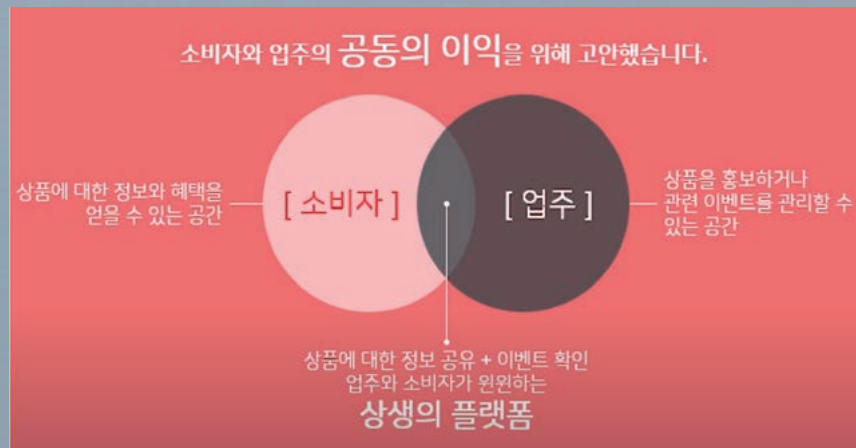 소비자와 업주의 공동의 이익을 위해 고안했습니다.
상품에 대한 정보와 혜택을
얻을 수 있는 공간
[ 소비자 ]
[ 업주 ]
상품을 홍보하거나
관련 이벤트를 관리할 수
있는 공간
상품에 대한 정보 공유 + 이벤트 확인
업주와 소비자가 윈윈하는
상생의 플랫폼